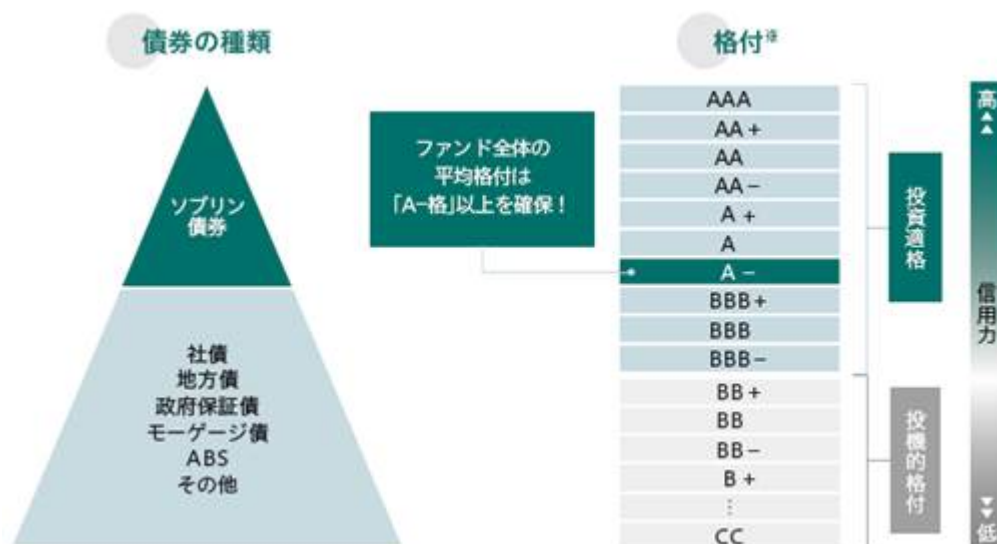 債券の種類
ソブリン
債券
社債
地方債
政府保証債
モーゲージ債
ABS
その他
ファンド全体の
平均格付は
「A-格」以上を確保！
格付※
AAA
AA+
AA
AA-
A+
A
A-
BBB+
BBB
BBB-
BB+
BB
BB-
B+
⋮
CC
投資適格
投機的格付
高
信用力
低